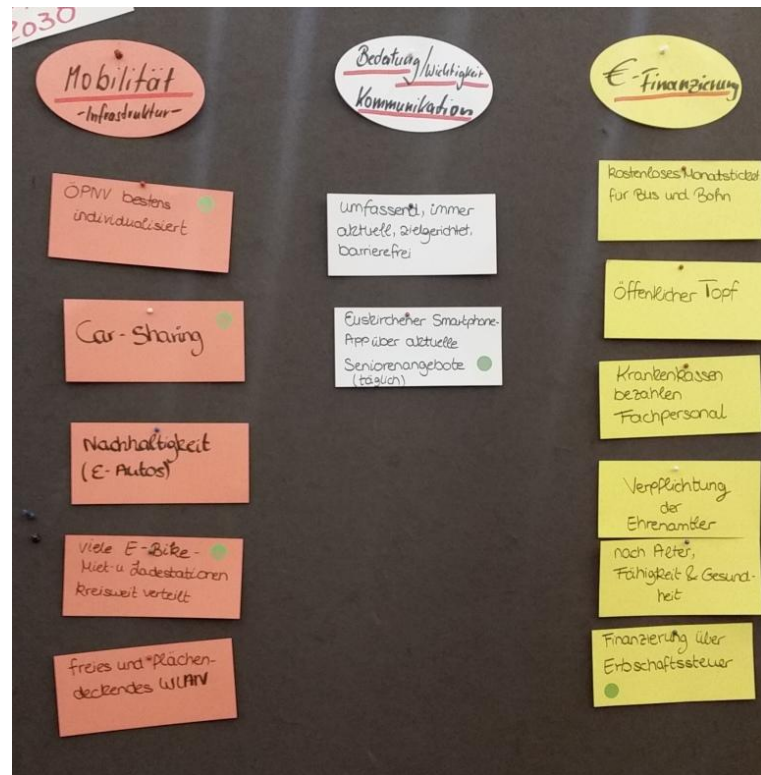 2030
Mobilität
-Infrastruktur-
ÖPNV bestens
individualisiert
Car-Sharing
Nachhaltigkeit
(E-Autos)
viele E-Bike-
Miet-u Ladestationen
kreisweit verteilt
freies und flächen-
deckendes WLAN
Bedeutung/Wichtigkeit
Kommunikation
umfassend, immer
aktuell, zielgerichtet,
barrierefrei
Euskirchener Smartphone-
App über aktuelle
Seniorenangebote
(täglich)
€-Finanzierung
kostenloses Monatsticket
für Bus und Bahn
Öffentlicher Topf
Krankenkassen
bezahlen
Fachpersonal
Verpflichtung
der
Ehrenamtler
nach Alter,
Fähigkeit & Gesund-
heit
Finanzierung über
Erbschaftssteuer